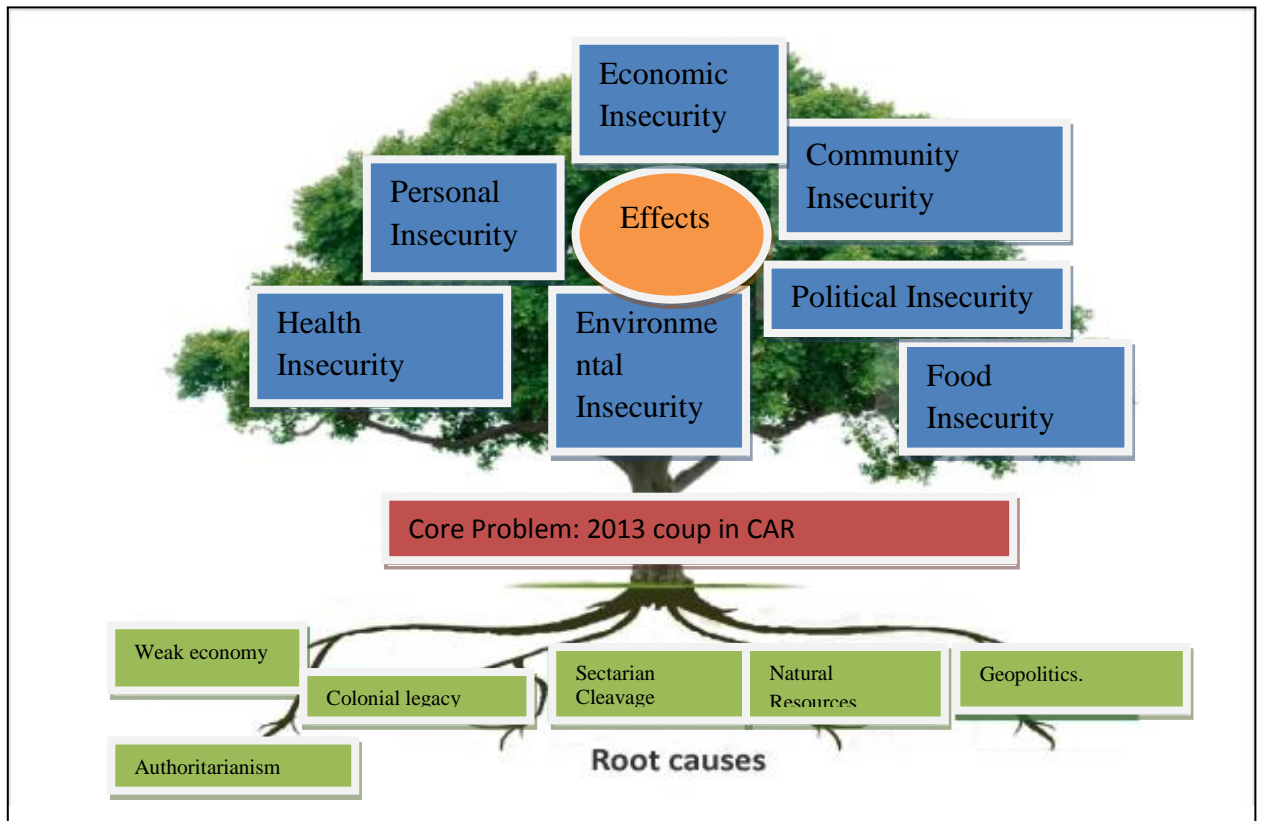 Economic
Insecurity
Community
Insecurity
Personal
Insecurity
Effects
Political Insecurity
Health
Insecurity
Environme
ntal
Insecurity
Food
Insecurity
Core Problem: 2013 coup in CAR
Weak economy
Colonial legacy
Sectarian
Cleavage
Natural
Resources
Geopolitics.
Authoritarianism
Root causes